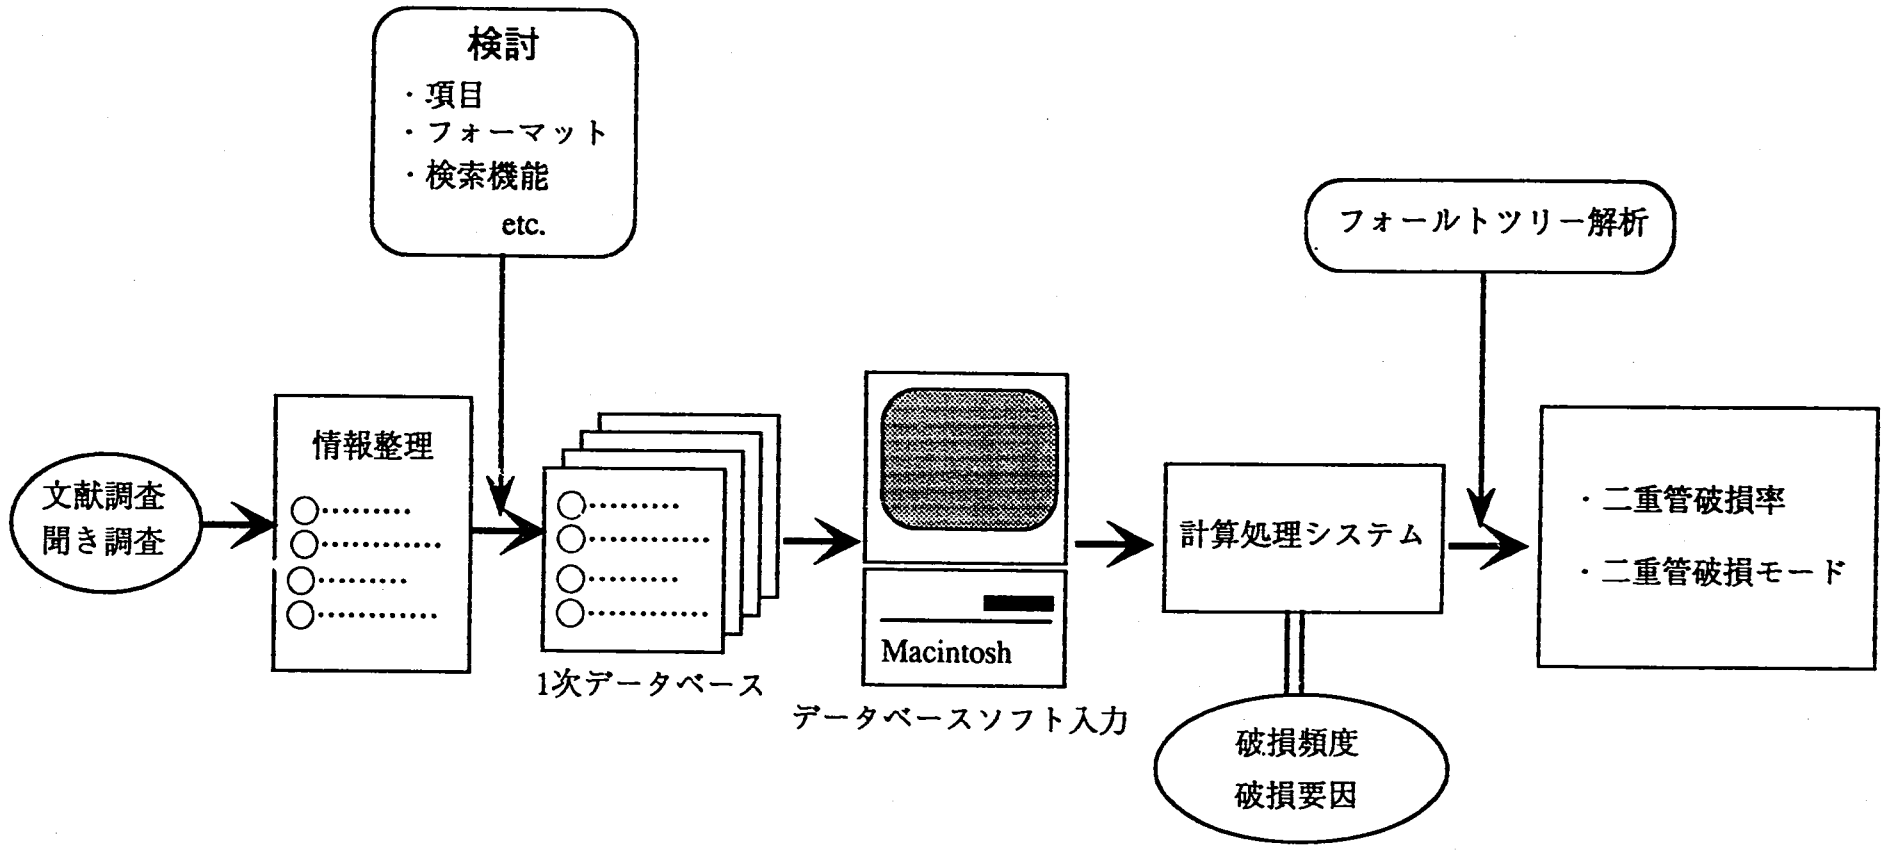 検討
・項目
・フォーマット
・検索機能
etc.
フォールトツリー解析
文献調査
聞き調査
情報整理
1次データベース
Macintosh
データベースソフト入力
計算処理システム
破損頻度
破損要因
・二重管破損率
・二重管破損モード